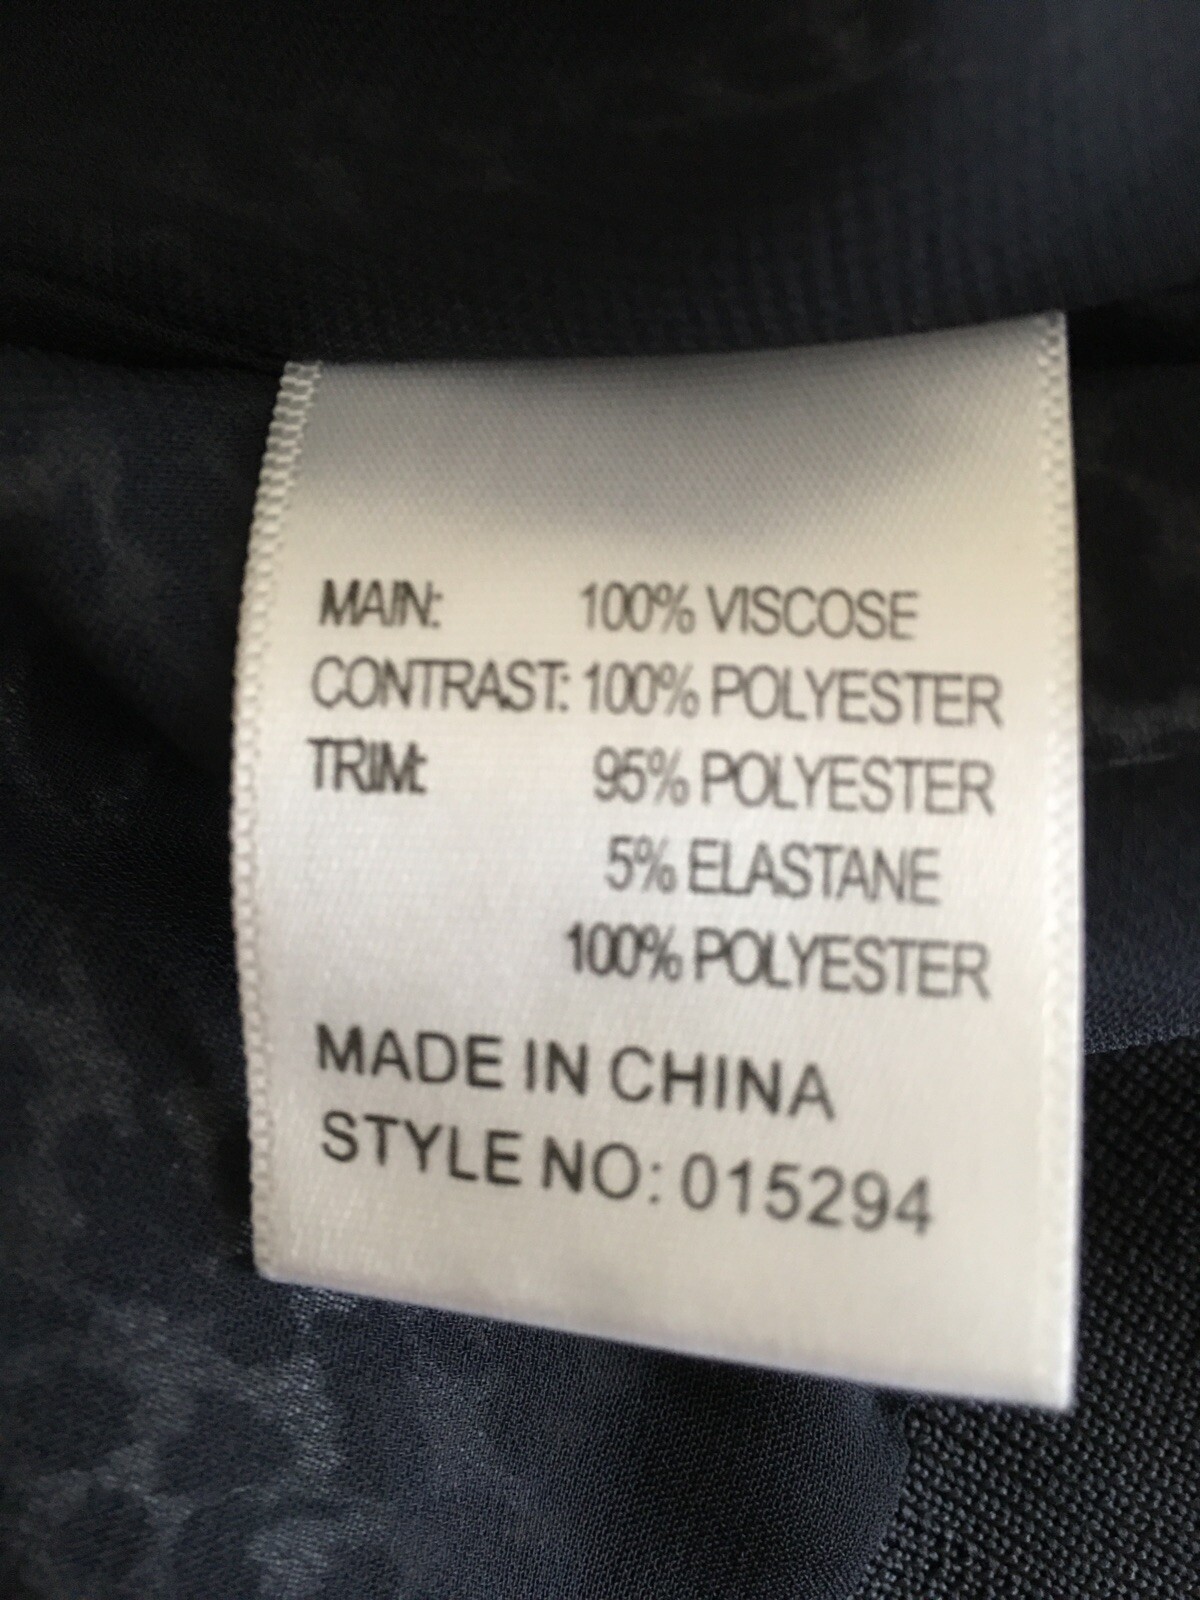 MAIN: 100% VISCOSE
CONTRAST: 100% POLYESTER
TRIM: 95% POLYESTER
5% ELASTANE
100% POLYESTER
MADE IN CHINA
STYLE NO: 015294